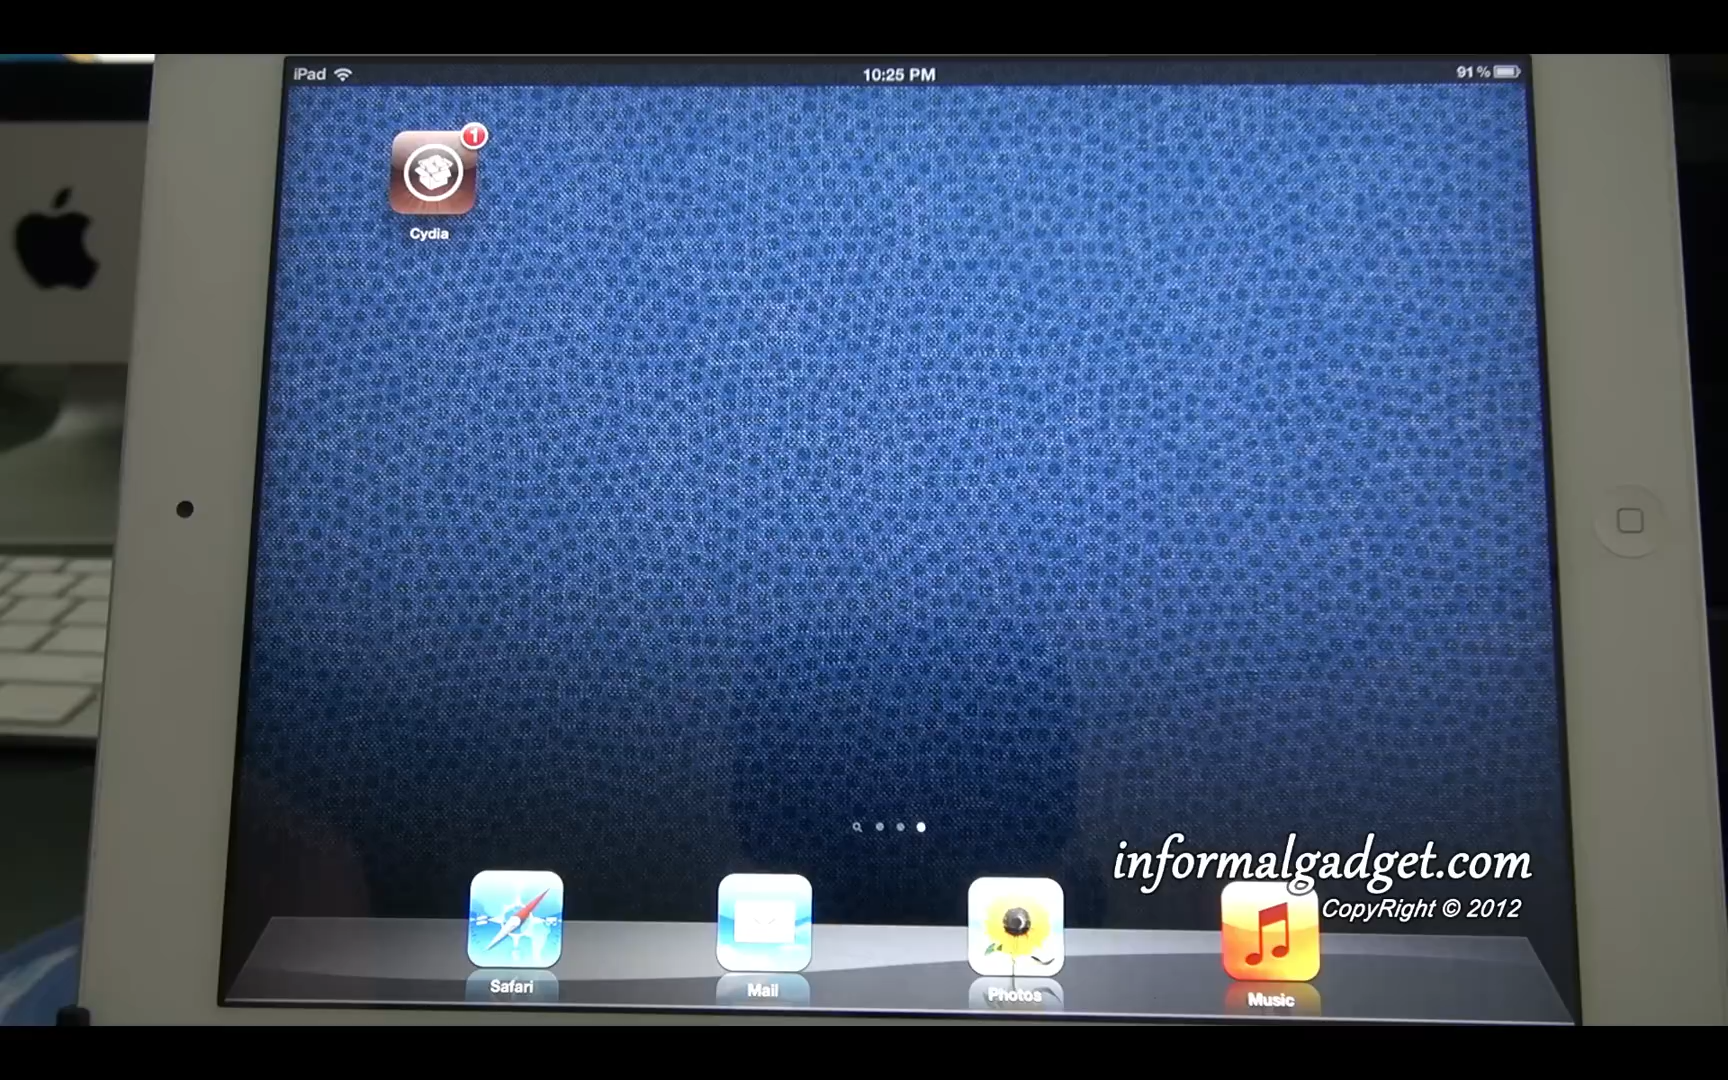 iPad
10:25 PM
91 %
1
Cydia
informalgadget.com
CopyRight © 2012
Safari
Mail
Photos
Music